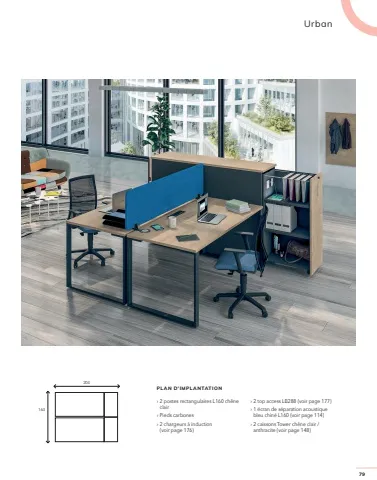 Urban
202
160
PLAN D'IMPLANTATION
› 2 postes rectangulaires L160 chêne
clair
› Pieds carbones
› 2 chargeurs à induction
(voir page 176)
› 2 top access LB288 (voir page 177)
› 1 écran de séparation acoustique
bleu chiné L160 (voir page 114)
› 2 caissons Tower chêne clair /
anthracite (voir page 148)
79